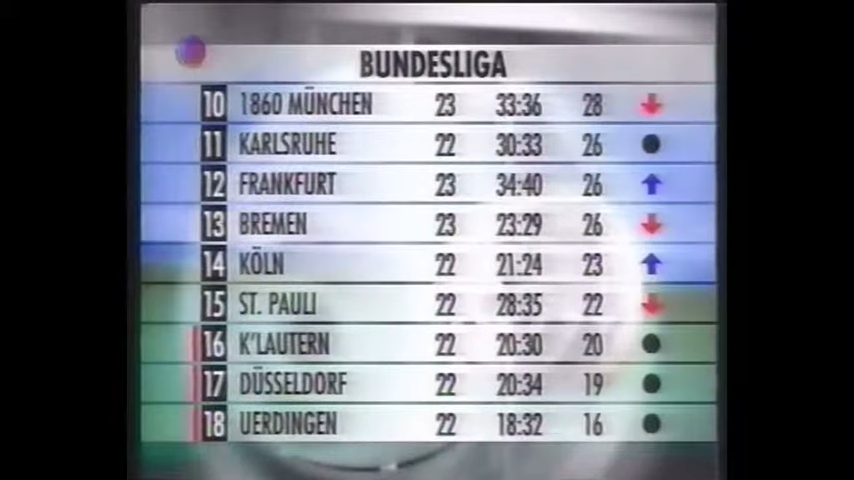 BUNDESLIGA
10 1860 MÜNCHEN 23 33:36 28
11 KARLSRUHE 22 30:33 26
12 FRANKFURT 23 34:40 26
13 BREMEN 23 23:29 26
14 KÖLN 22 21:24 23
15 ST. PAULI 22 28:35 22
16 K'LAUTERN 22 20:30 20
17 DÜSSELDORF 22 20:34 19
18 UERDINGEN 22 18:32 16